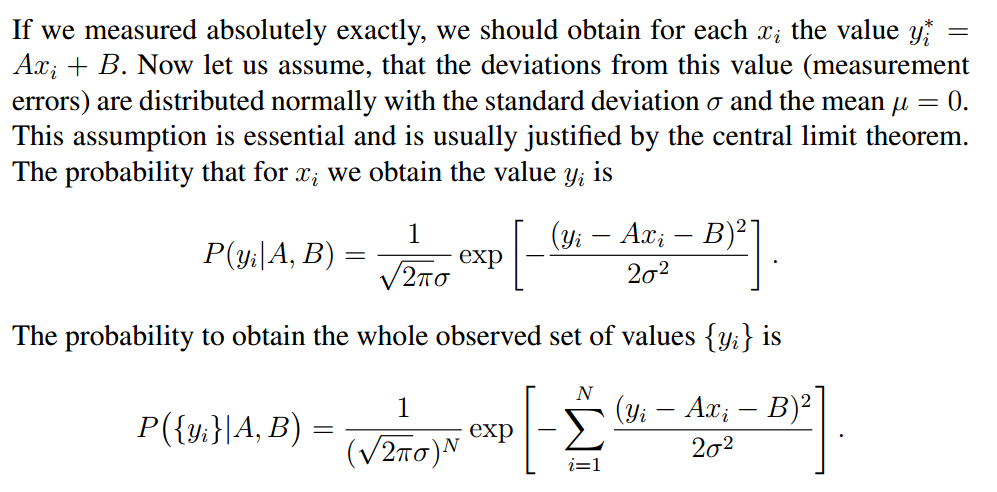 If we measured absolutely exactly, we should obtain for each $x_i$ the value $y_i^* =$
$Ax_i + B$. Now let us assume, that the deviations from this value (measurement
errors) are distributed normally with the standard deviation $\sigma$ and the mean $\mu = 0$.
This assumption is essential and is usually justified by the central limit theorem.
The probability that for $x_i$ we obtain the value $y_i$ is
$P(y_i|A, B) = \frac{1}{\sqrt{2\pi}\sigma} \exp\left[-\frac{(y_i - Ax_i - B)^2}{2\sigma^2}\right].$
The probability to obtain the whole observed set of values $\{y_i\}$ is
$P(\{y_i\}|A, B) = \frac{1}{(\sqrt{2\pi}\sigma)^N} \exp\left[-\sum_{i=1}^{N} \frac{(y_i - Ax_i - B)^2}{2\sigma^2}\right].$